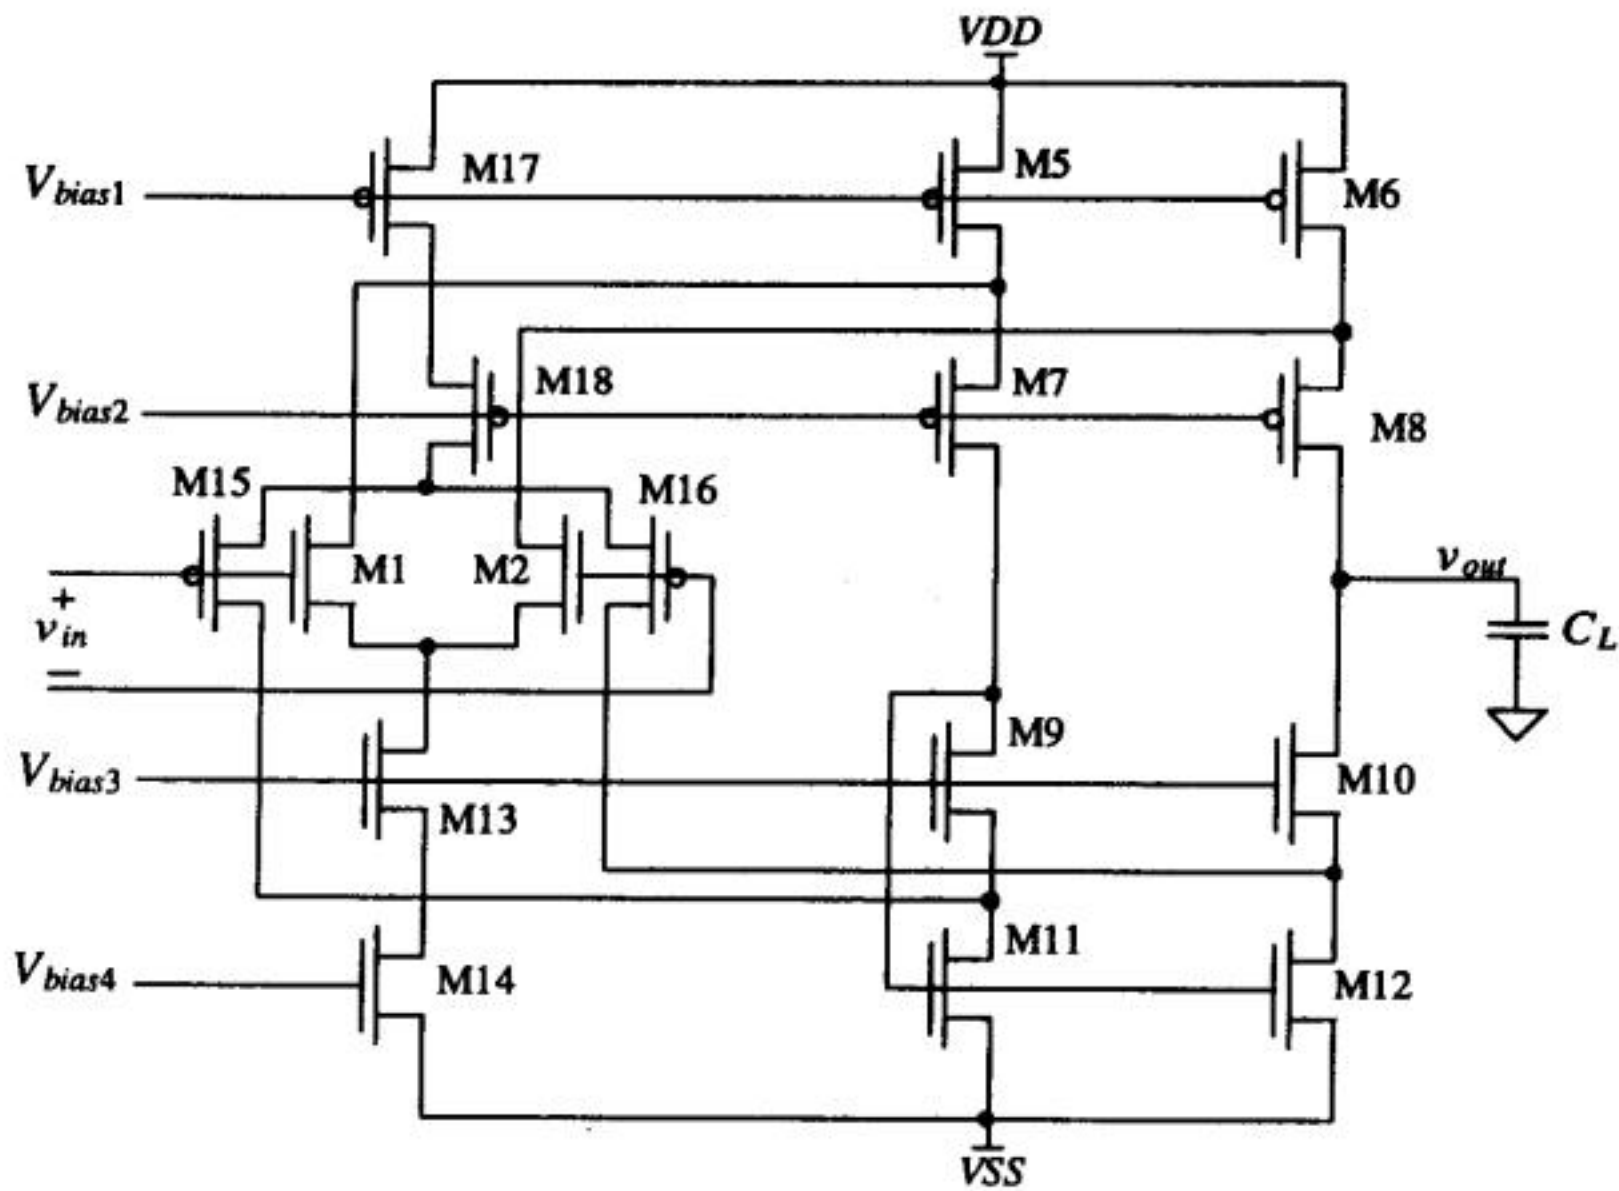 VDD
M17
M5
M6
Vbias1
M18
M7
M8
Vbias2
M15
M16
M1
M2
vout
+
vin
−
CL
M9
M10
Vbias3
M13
M11
M12
Vbias4
M14
VSS